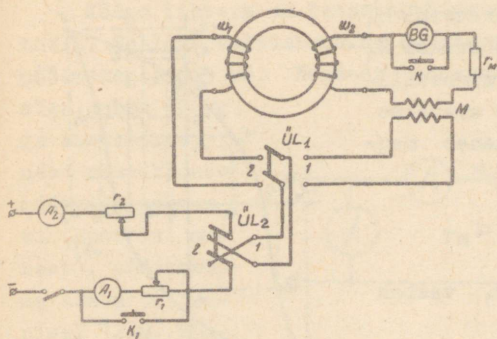 w₁
w₂
BG
K
rₘ
M
ÜL₁
2
1
+
A₂
r₂
ÜL₂
2
1
−
A₁
r₁
K₁